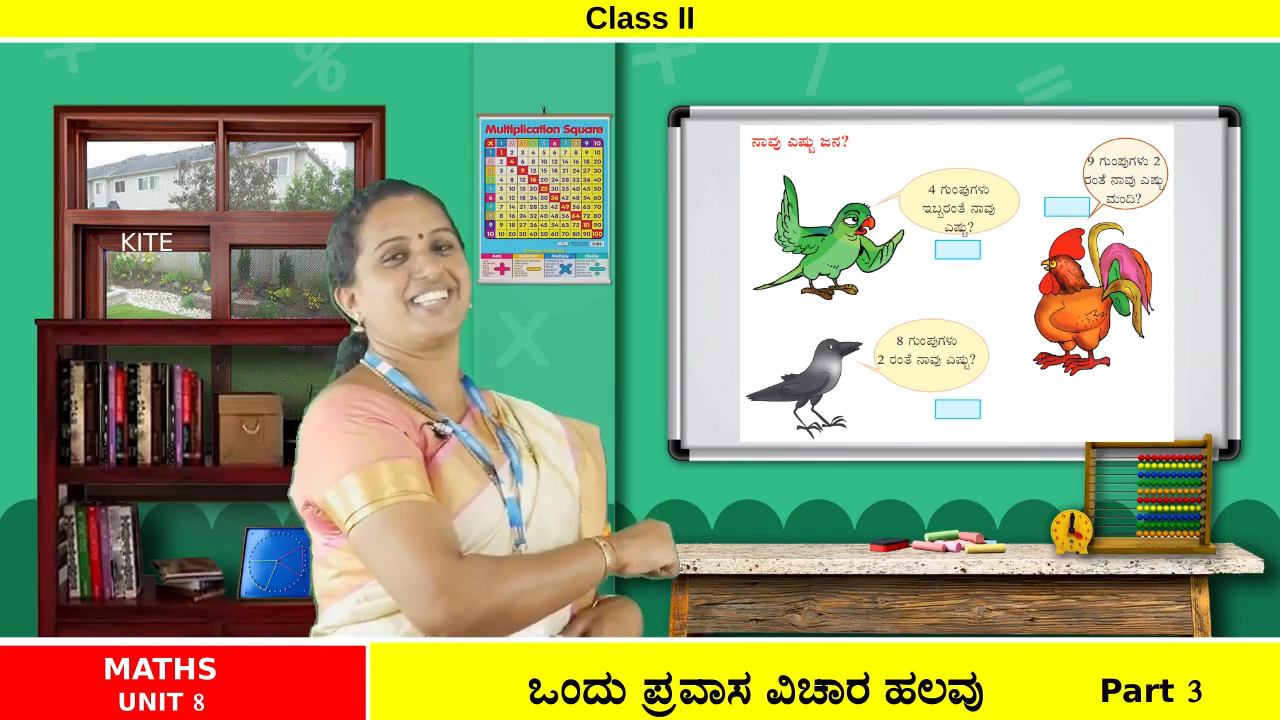 Class II
Multiplication Square
KITE
ನಾವು ಎಷ್ಟು ಜನ?
4 ಗುಂಪುಗಳು
ಇಬ್ಬರಂತೆ ನಾವು
ಎಷ್ಟು?
9 ಗುಂಪುಗಳು 2
ರಂತೆ ನಾವು ಎಷ್ಟು
ಮಂದಿ?
8 ಗುಂಪುಗಳು
2 ರಂತೆ ನಾವು ಎಷ್ಟು?
MATHS
UNIT 8
ಒಂದು ಪ್ರವಾಸ ವಿಚಾರ ಹಲವು
Part 3